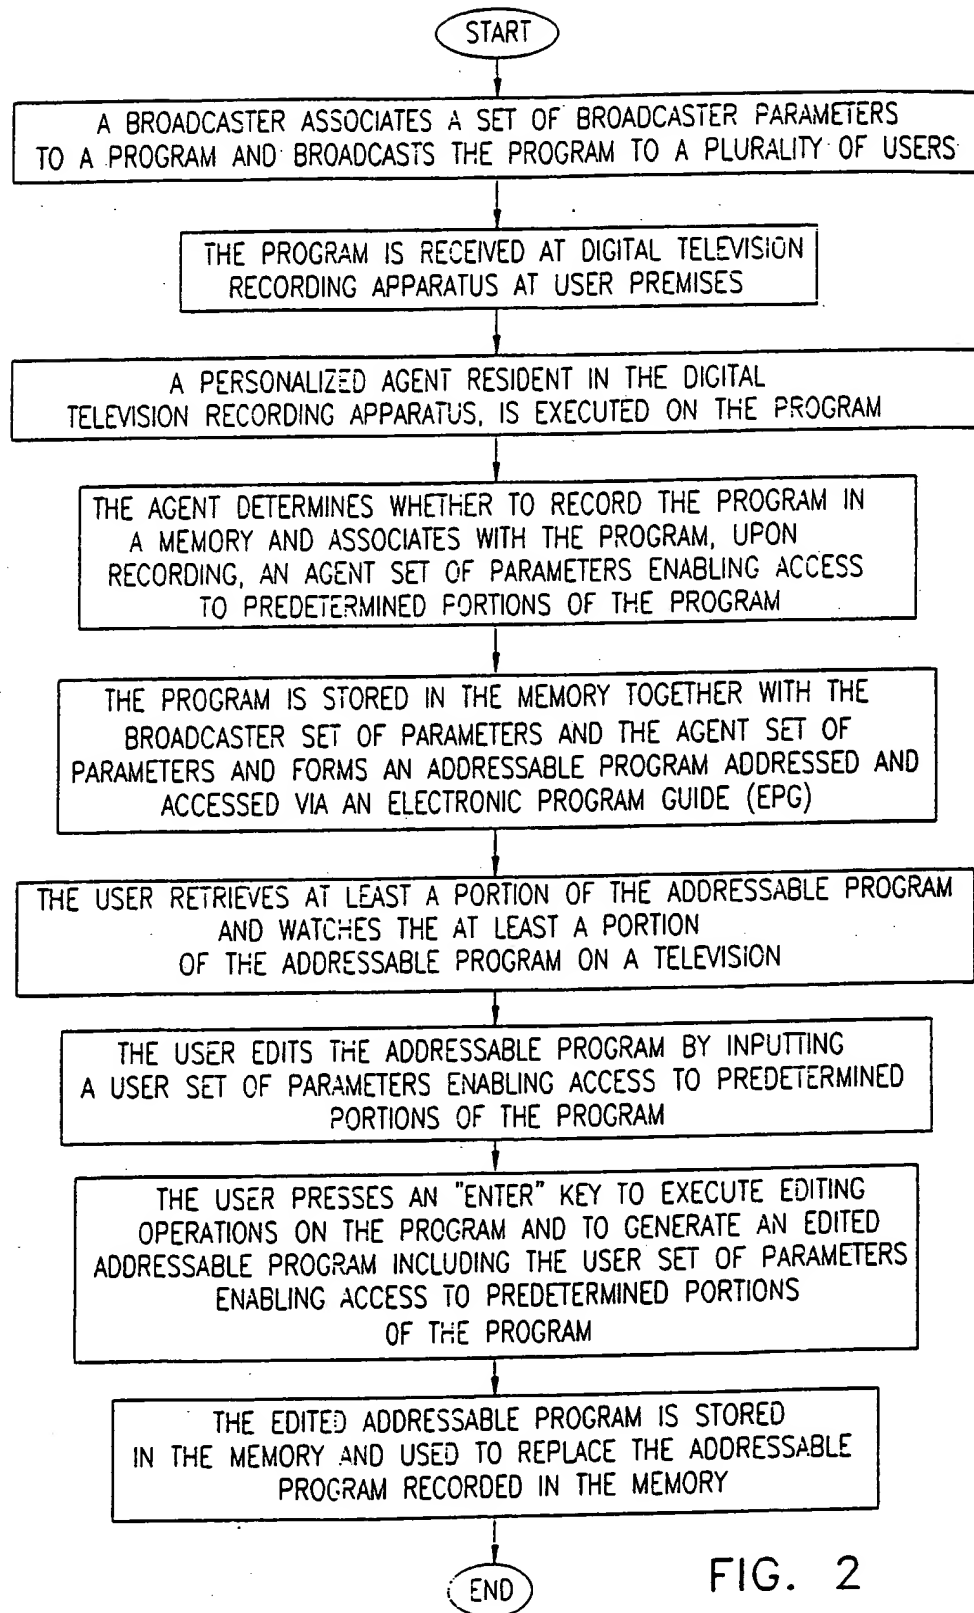 START
A BROADCASTER ASSOCIATES A SET OF BROADCASTER PARAMETERS
TO A PROGRAM AND BROADCASTS THE PROGRAM TO A PLURALITY OF USERS
THE PROGRAM IS RECEIVED AT DIGITAL TELEVISION
RECORDING APPARATUS AT USER PREMISES
A PERSONALIZED AGENT RESIDENT IN THE DIGITAL
TELEVISION RECORDING APPARATUS, IS EXECUTED ON THE PROGRAM
THE AGENT DETERMINES WHETHER TO RECORD THE PROGRAM IN
A MEMORY AND ASSOCIATES WITH THE PROGRAM, UPON
RECORDING, AN AGENT SET OF PARAMETERS ENABLING ACCESS
TO PREDETERMINED PORTIONS OF THE PROGRAM
THE PROGRAM IS STORED IN THE MEMORY TOGETHER WITH THE
BROADCASTER SET OF PARAMETERS AND THE AGENT SET OF
PARAMETERS AND FORMS AN ADDRESSABLE PROGRAM ADDRESSED AND
ACCESSED VIA AN ELECTRONIC PROGRAM GUIDE (EPG)
THE USER RETRIEVES AT LEAST A PORTION OF THE ADDRESSABLE PROGRAM
AND WATCHES THE AT LEAST A PORTION
OF THE ADDRESSABLE PROGRAM ON A TELEVISION
THE USER EDITS THE ADDRESSABLE PROGRAM BY INPUTTING
A USER SET OF PARAMETERS ENABLING ACCESS TO PREDETERMINED
PORTIONS OF THE PROGRAM
THE USER PRESSES AN "ENTER" KEY TO EXECUTE EDITING
OPERATIONS ON THE PROGRAM AND TO GENERATE AN EDITED
ADDRESSABLE PROGRAM INCLUDING THE USER SET OF PARAMETERS
ENABLING ACCESS TO PREDETERMINED PORTIONS
OF THE PROGRAM
THE EDITED ADDRESSABLE PROGRAM IS STORED
IN THE MEMORY AND USED TO REPLACE THE ADDRESSABLE
PROGRAM RECORDED IN THE MEMORY
END
FIG. 2